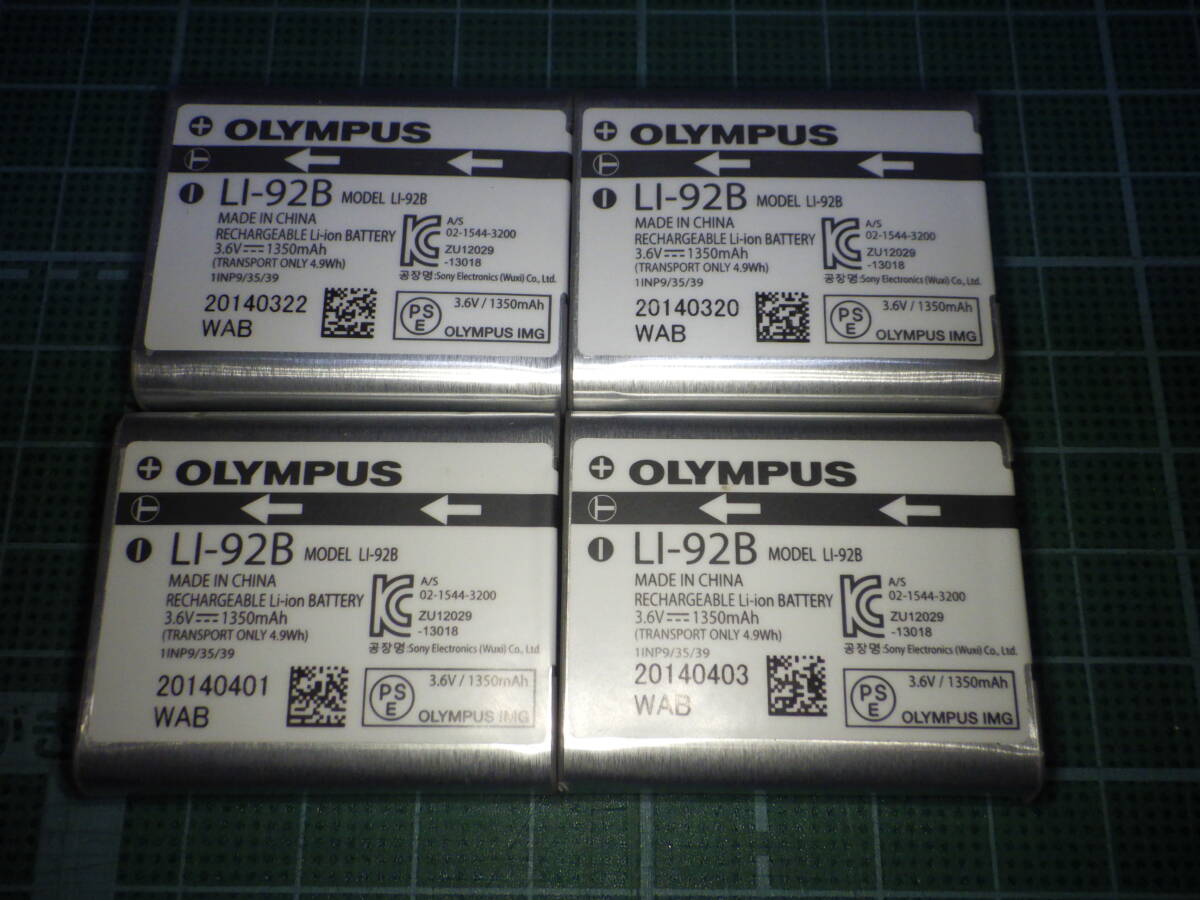 OLYMPUS
LI-92B MODEL LI-92B
MADE IN CHINA
RECHARGEABLE Li-ion BATTERY
3.6V⎓1350mAh
(TRANSPORT ONLY 4.9Wh)
1INP9/35/39
A/S
02-1544-3200
ZU12029
-13018
공장명:Sony Electronics (Wuxi) Co., Ltd.
20140322
WAB
PSE
3.6V / 1350mAh
OLYMPUS IMG
OLYMPUS
LI-92B MODEL LI-92B
MADE IN CHINA
RECHARGEABLE Li-ion BATTERY
3.6V⎓1350mAh
(TRANSPORT ONLY 4.9Wh)
1INP9/35/39
A/S
02-1544-3200
ZU12029
-13018
공장명:Sony Electronics (Wuxi) Co., Ltd.
20140320
WAB
PSE
3.6V / 1350mAh
OLYMPUS IMG
OLYMPUS
LI-92B MODEL LI-92B
MADE IN CHINA
RECHARGEABLE Li-ion BATTERY
3.6V⎓1350mAh
(TRANSPORT ONLY 4.9Wh)
1INP9/35/39
A/S
02-1544-3200
ZU12029
-13018
공장명:Sony Electronics (Wuxi) Co., Ltd.
20140401
WAB
PSE
3.6V / 1350mAh
OLYMPUS IMG
OLYMPUS
LI-92B MODEL LI-92B
MADE IN CHINA
RECHARGEABLE Li-ion BATTERY
3.6V⎓1350mAh
(TRANSPORT ONLY 4.9Wh)
1INP9/35/39
A/S
02-1544-3200
ZU12029
-13018
공장명:Sony Electronics (Wuxi) Co., Ltd.
20140403
WAB
PSE
3.6V / 1350mAh
OLYMPUS IMG